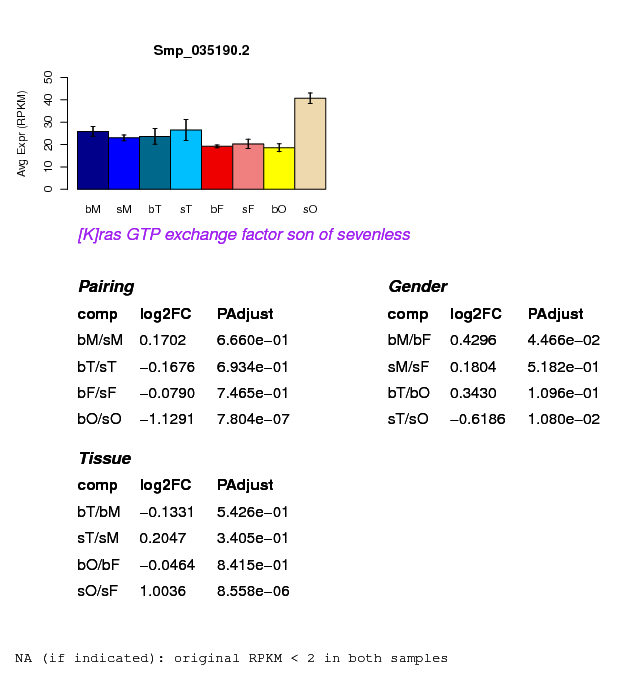 Smp_035190.2
Avg Expr (RPKM)
50
40
30
20
10
0
bM sM bT sT bF sF bO sO
[K]ras GTP exchange factor son of sevenless
Pairing
comp log2FC PAdjust
bM/sM 0.1702 6.660e−01
bT/sT −0.1676 6.934e−01
bF/sF −0.0790 7.465e−01
bO/sO −1.1291 7.804e−07
Gender
comp log2FC PAdjust
bM/bF 0.4296 4.466e−02
sM/sF 0.1804 5.182e−01
bT/bO 0.3430 1.096e−01
sT/sO −0.6186 1.080e−02
Tissue
comp log2FC PAdjust
bT/bM −0.1331 5.426e−01
sT/sM 0.2047 3.405e−01
bO/bF −0.0464 8.415e−01
sO/sF 1.0036 8.558e−06
NA (if indicated): original RPKM < 2 in both samples